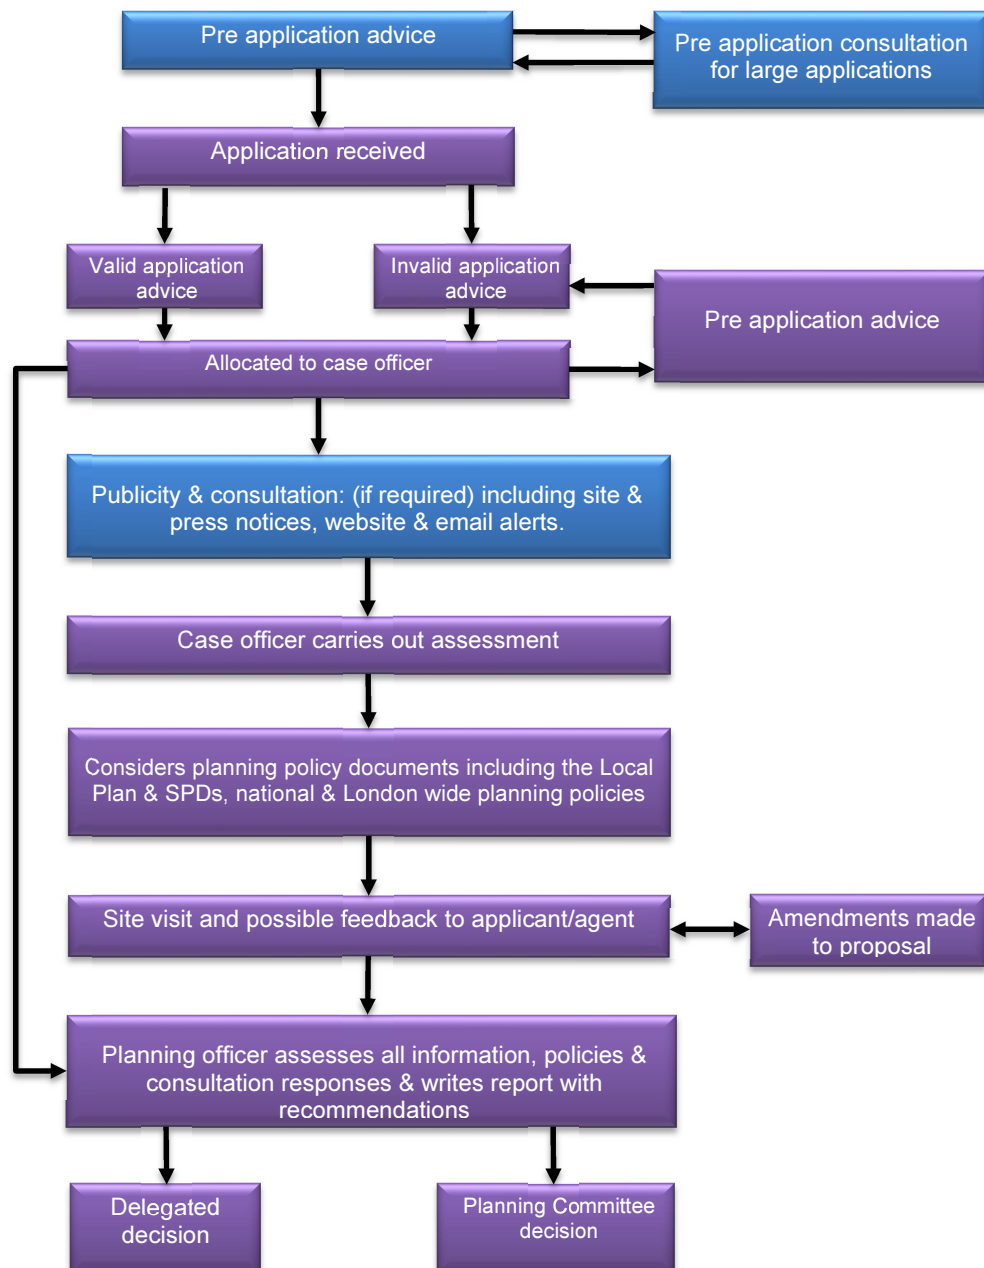 Pre application advice
Pre application consultation
for large applications
Application received
Valid application
advice
Invalid application
advice
Pre application advice
Allocated to case officer
Publicity & consultation: (if required) including site &
press notices, website & email alerts.
Case officer carries out assessment
Considers planning policy documents including the Local
Plan & SPDs, national & London wide planning policies
Site visit and possible feedback to applicant/agent
Amendments made
to proposal
Planning officer assesses all information, policies &
consultation responses & writes report with
recommendations
Delegated
decision
Planning Committee
decision